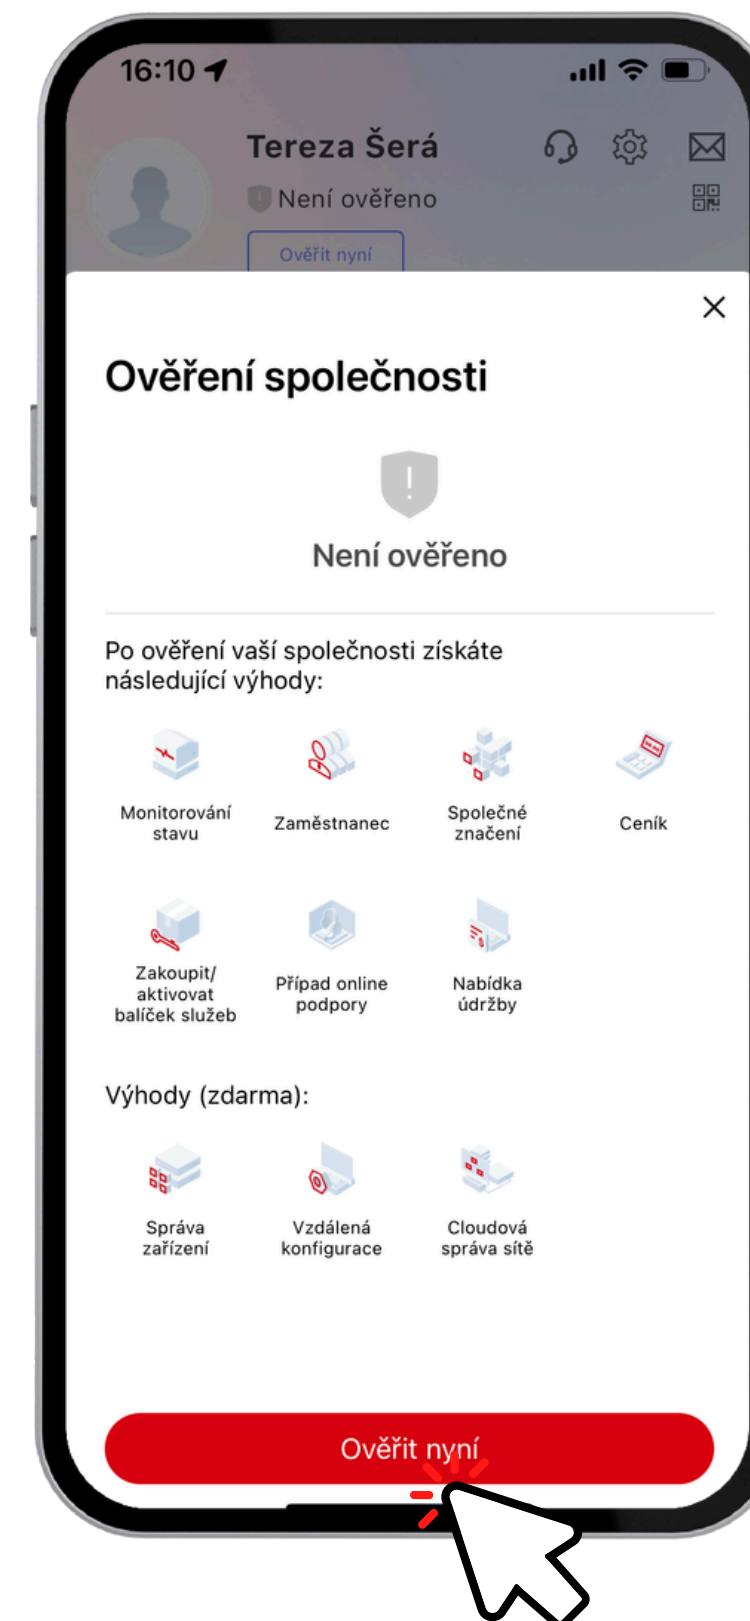 16:10
Tereza Šerá
Není ověřeno
Ověřit nyní
Ověření společnosti
Není ověřeno
Po ověření vaší společnosti získáte
následující výhody:
Monitorování
stavu
Zaměstnanec
Společné
značení
Ceník
Zakoupit/
aktivovat
balíček služeb
Případ online
podpory
Nabídka
údržby
Výhody (zdarma):
Správa
zařízení
Vzdálená
konfigurace
Cloudová
správa sítě
Ověřit nyní